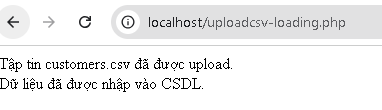 localhost/uploadcsv-loading.php
Tập tin customers.csv đã được upload.
Dữ liệu đã được nhập vào CSDL.